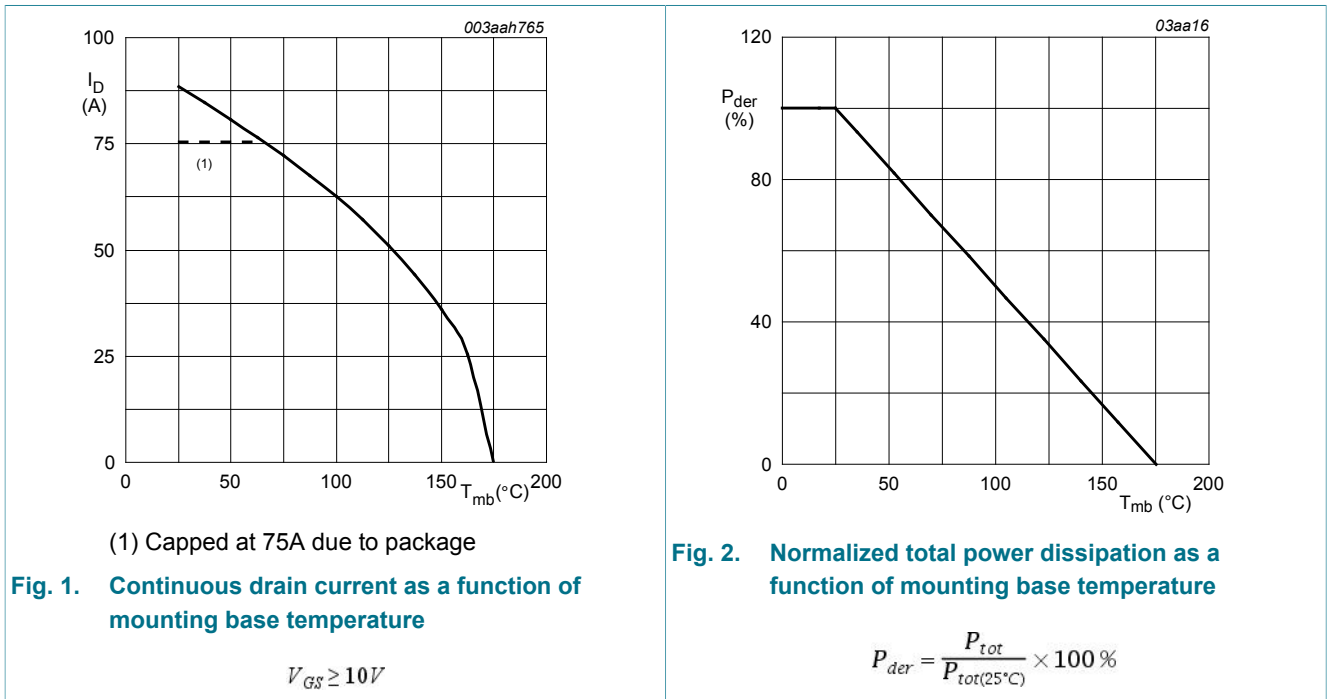 003aah765
100
I_D
(A)
75
(1)
50
25
0
0 50 100 150 T_mb(°C) 200
(1) Capped at 75A due to package
Fig. 1. Continuous drain current as a function of
mounting base temperature
V_GS ≥ 10V
03aa16
120
P_der
(%)
80
40
0
0 50 100 150 200
T_mb (°C)
Fig. 2. Normalized total power dissipation as a
function of mounting base temperature
P_der = P_tot / P_tot(25°C) × 100 %